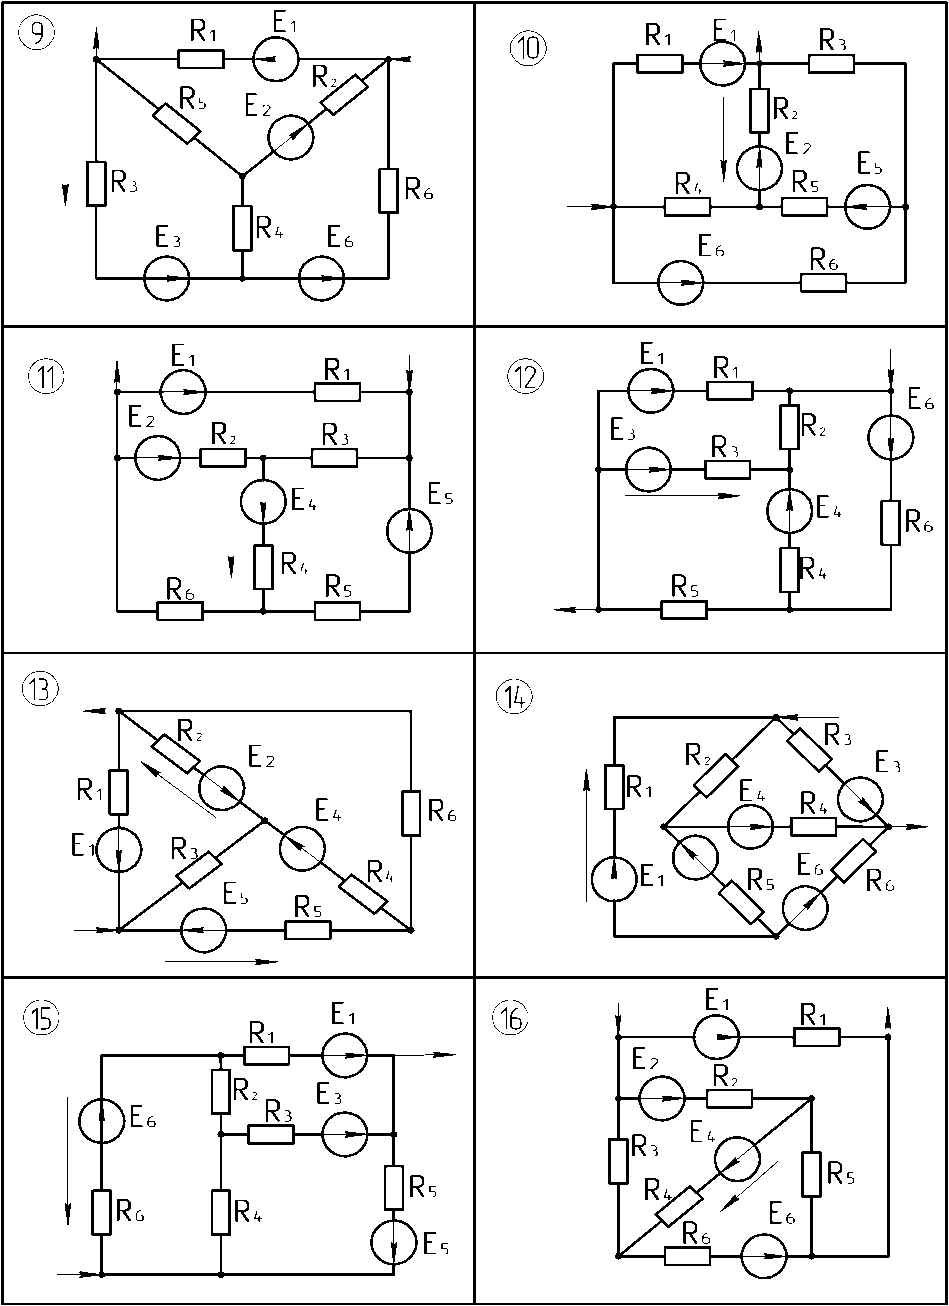 9
R1 E1
R5 E2 R2
R3 R4 R6
E3 E6
10
R1 E1 R3
R2
E2
R4 R5 E5
E6 R6
11
E1 R1
E2 R2 R3
E4 E5
R4
R6 R5
12
E1 R1
E6
E3 R3 R2
E4 R6
R4
R5
13
R2
E2
R1 E4 R6
E1 R3 R4
E5 R5
14
R3
R2 E3
R1 E4 R4
E1 R5 E6 R6
15
R1 E1
R2 E3
E6 R3
R5
R6 R4
E5
16
E1 R1
E2 R2
R3 E4
R4 R5
R6 E6